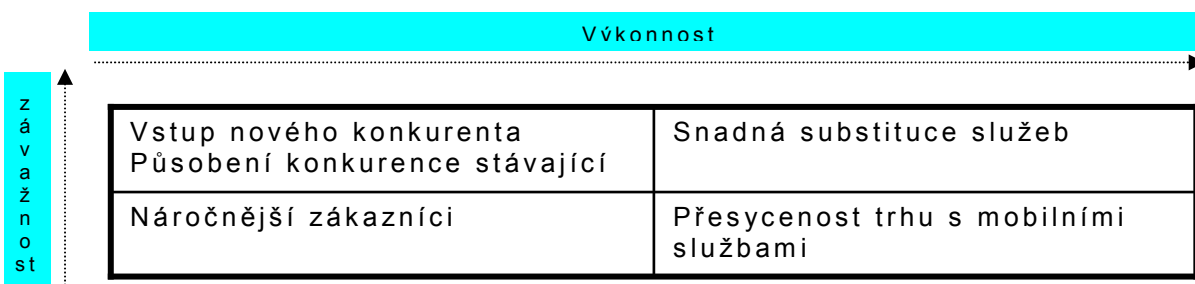 Výkonnost
závažnost
Vstup nového konkurenta
Působení konkurence stávající
Snadná substituce služeb
Náročnější zákazníci
Přesycenost trhu s mobilními
službami